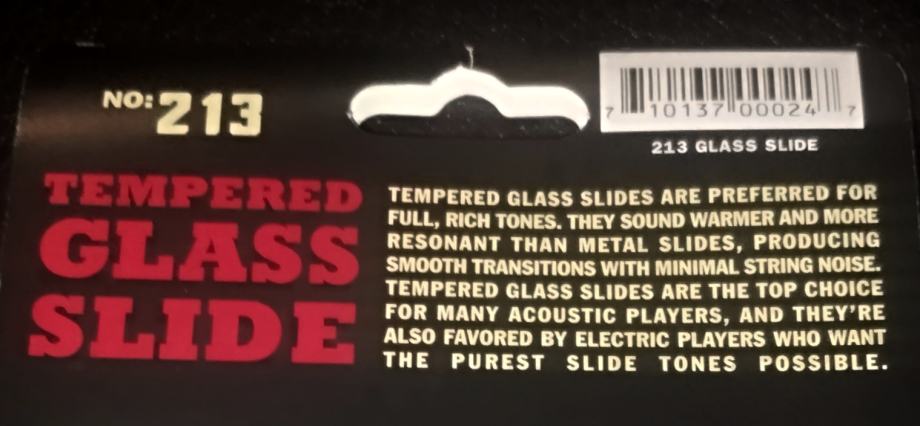 NO: 213
7 10137 00024 7
213 GLASS SLIDE
TEMPERED
GLASS
SLIDE
TEMPERED GLASS SLIDES ARE PREFERRED FOR
FULL, RICH TONES. THEY SOUND WARMER AND MORE
RESONANT THAN METAL SLIDES, PRODUCING
SMOOTH TRANSITIONS WITH MINIMAL STRING NOISE.
TEMPERED GLASS SLIDES ARE THE TOP CHOICE
FOR MANY ACOUSTIC PLAYERS, AND THEY'RE
ALSO FAVORED BY ELECTRIC PLAYERS WHO WANT
THE PUREST SLIDE TONES POSSIBLE.